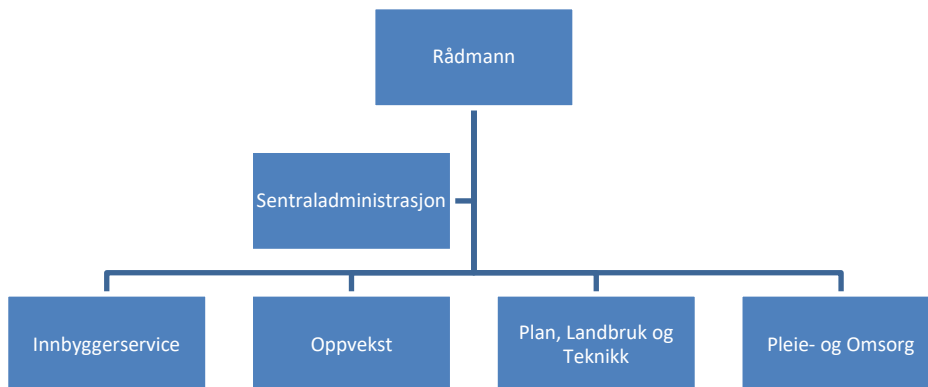 Rådmann
Sentraladministrasjon
Innbyggerservice
Oppvekst
Plan, Landbruk og
Teknikk
Pleie- og Omsorg